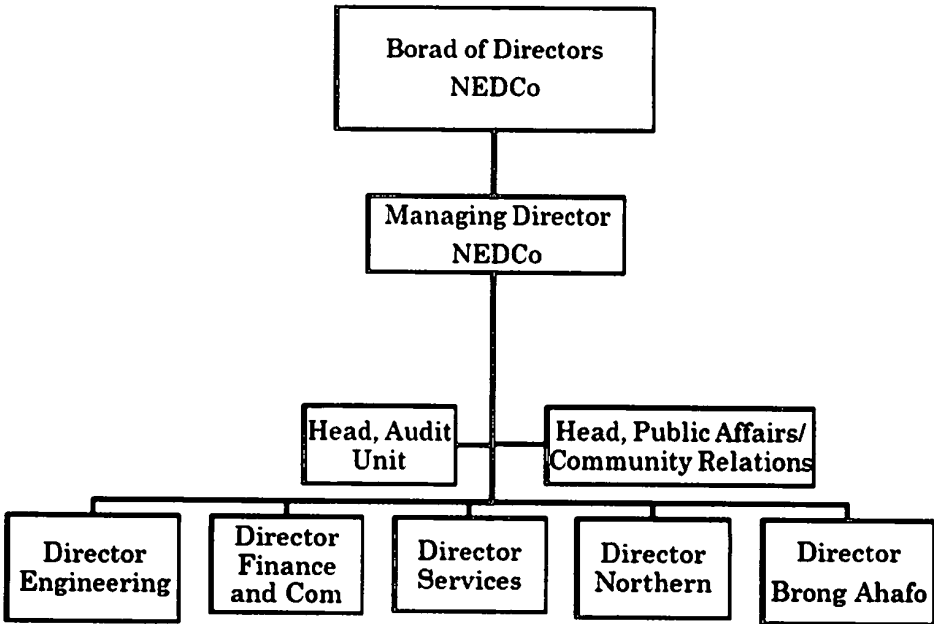 Borad of Directors
NEDCo
Managing Director
NEDCo
Head, Audit
Unit
Head, Public Affairs/
Community Relations
Director
Engineering
Director
Finance
and Com
Director
Services
Director
Northern
Director
Brong Ahafo